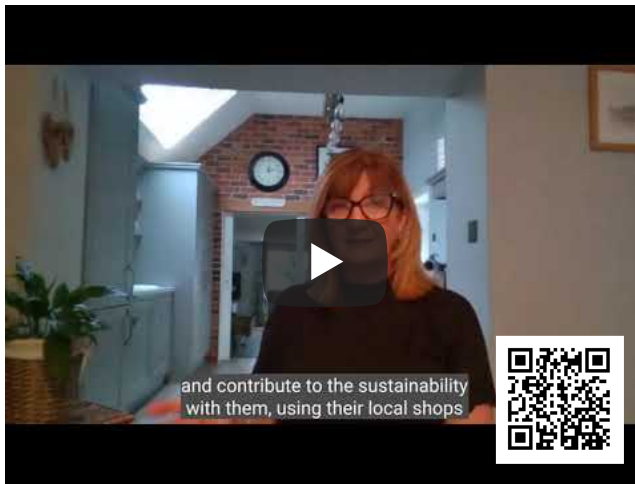 and contribute to the sustainability
with them, using their local shops